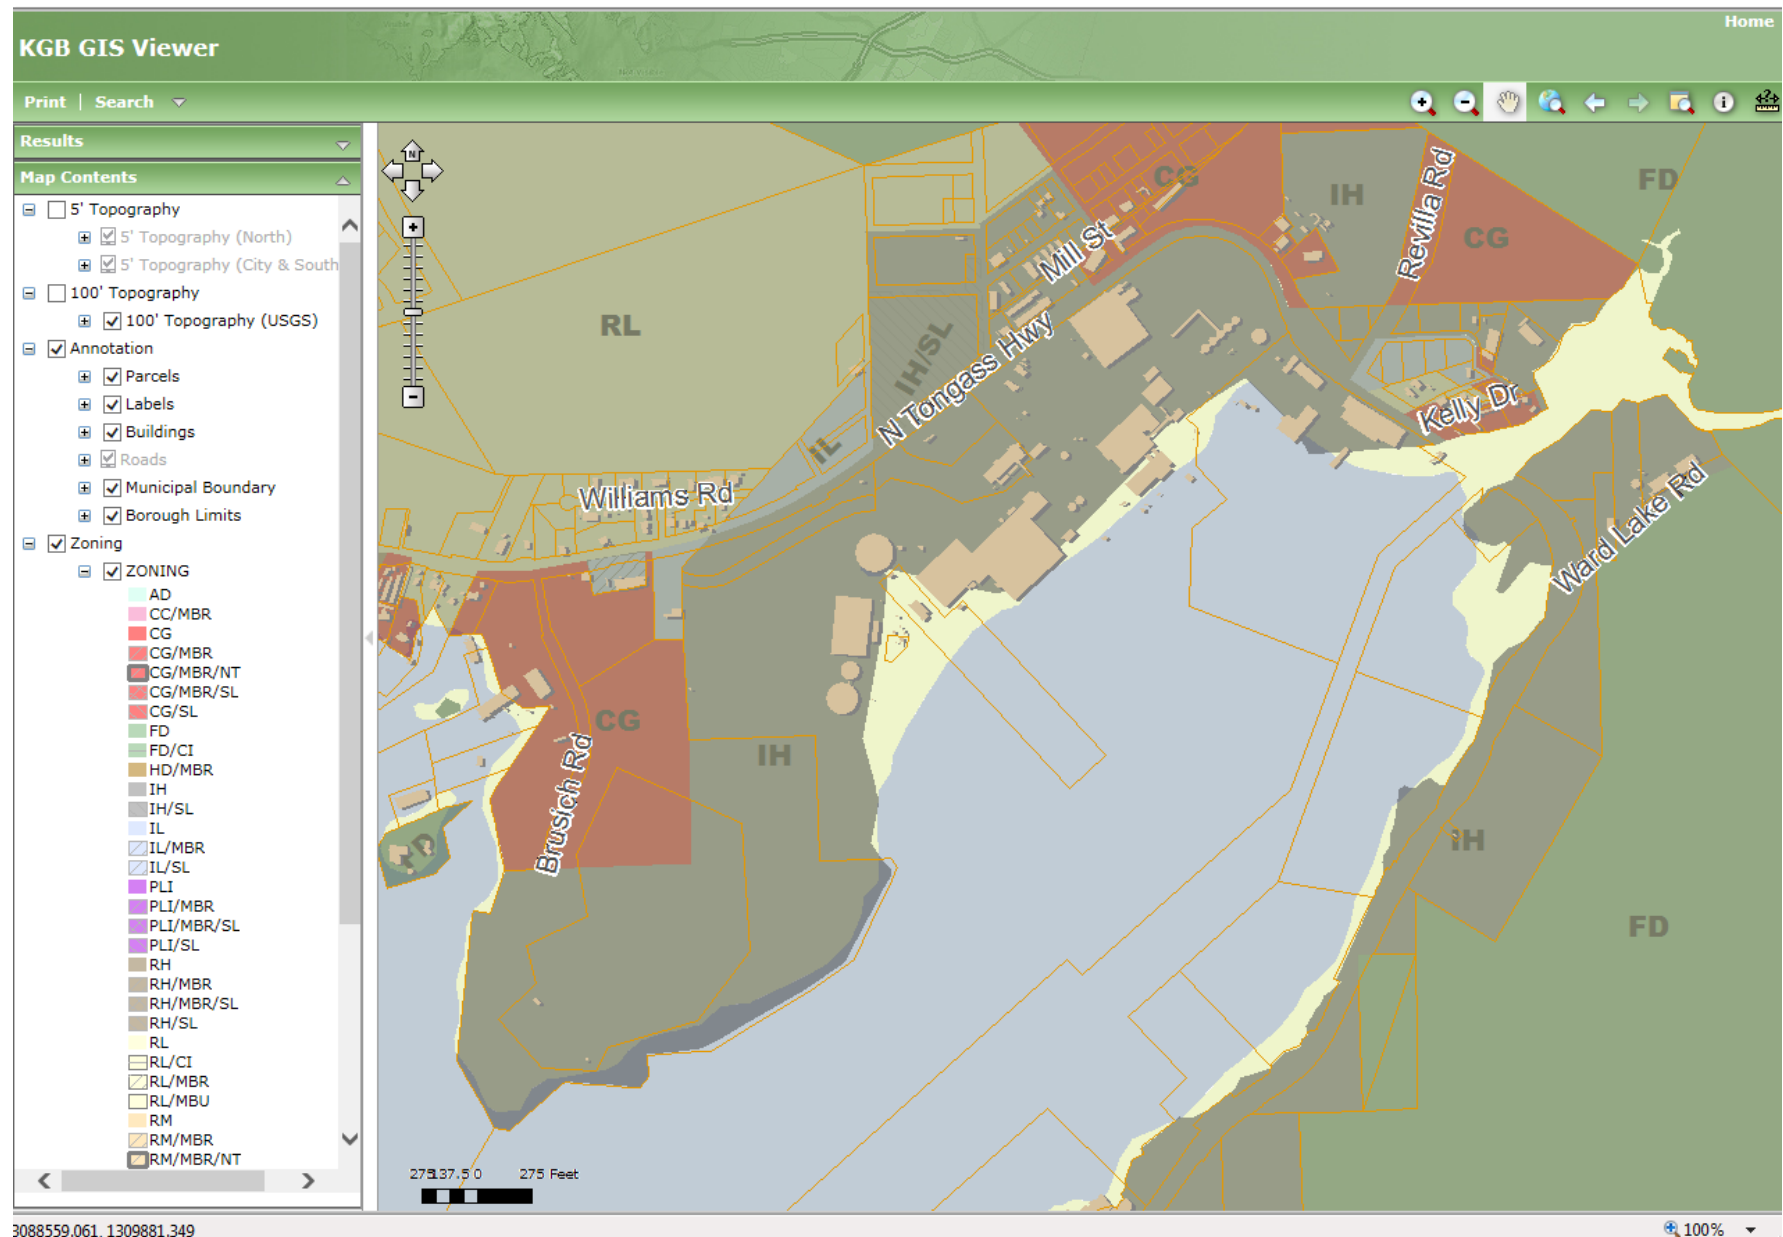 Home
KGB GIS Viewer
Print | Search
Results
Map Contents
5' Topography
5' Topography (North)
5' Topography (City & South
100' Topography
100' Topography (USGS)
Annotation
Parcels
Labels
Buildings
Roads
Municipal Boundary
Borough Limits
Zoning
ZONING
AD
CC/MBR
CG
CG/MBR
CG/MBR/NT
CG/MBR/SL
CG/SL
FD
FD/CI
HD/MBR
IH
IH/SL
IL
IL/MBR
IL/SL
PLI
PLI/MBR
PLI/MBR/SL
PLI/SL
RH
RH/MBR
RH/MBR/SL
RH/SL
RL
RL/CI
RL/MBR
RL/MBU
RM
RM/MBR
RM/MBR/NT
N
CG
IH
Revilla Rd
FD
CG
Mill St
RL
IH/SL
N Tongass Hwy
Kelly Dr
IL
Williams Rd
Ward Lake Rd
CG
IH
Brusich Rd
IH
FD
275137.5 0 275 Feet
3088559.061, 1309881.349
100%